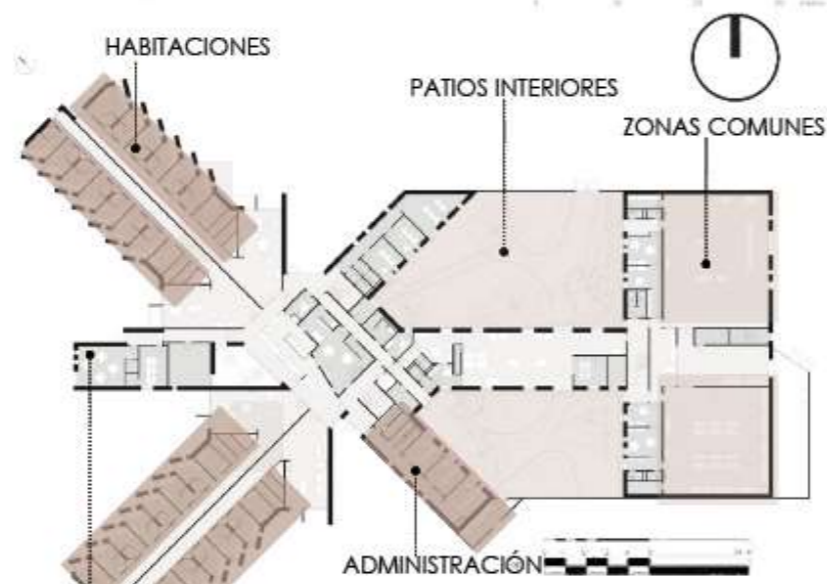 HABITACIONES
PATIOS INTERIORES
ZONAS COMUNES
ADMINISTRACIÓN